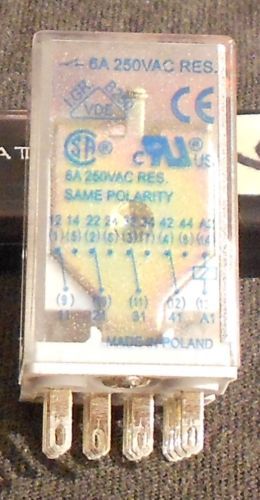 6A 250VAC RES.
VDE
CE
SA
c US
6A 250VAC RES.
SAME POLARITY
12 14 22 24 32 34 42 44 A2
(1) (5) (2) (6) (3) (7) (4) (8) (14)
(9) (10) (11) (12) (13)
11 21 31 41 A1
MADE IN POLAND